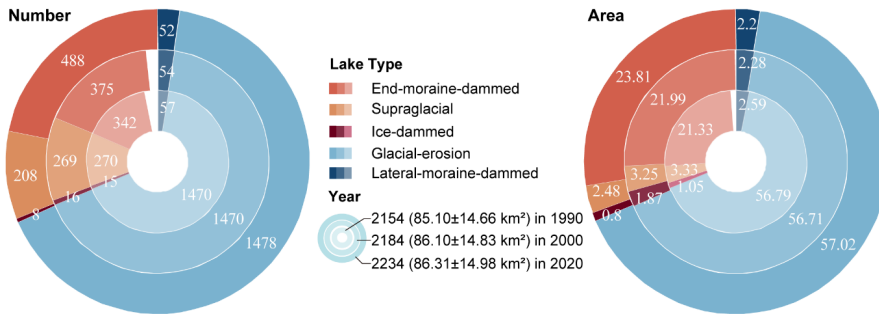 Number
52
54
57
488
375
342
208
269
270
8
16
15
1470
1470
1478
Lake Type
End-moraine-dammed
Supraglacial
Ice-dammed
Glacial-erosion
Lateral-moraine-dammed
Year
2154 (85.10±14.66 km²) in 1990
2184 (86.10±14.83 km²) in 2000
2234 (86.31±14.98 km²) in 2020
Area
2.2
2.28
2.59
23.81
21.99
21.33
2.48
3.25
3.33
0.8
1.87
1.05
56.79
56.71
57.02